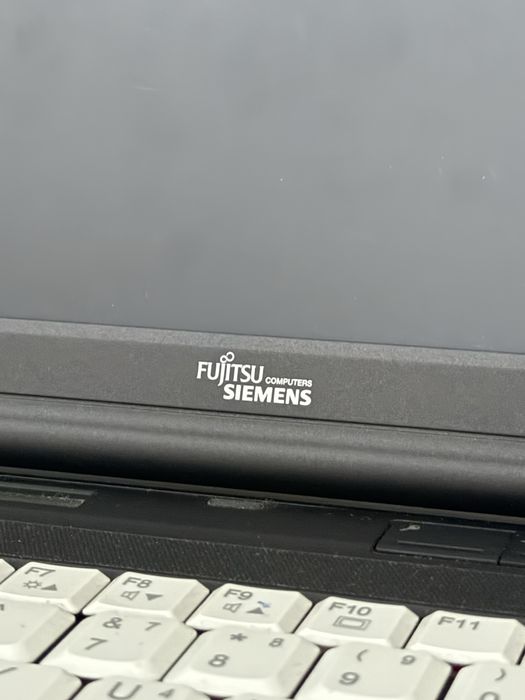 FUJITSU COMPUTERS
SIEMENS
F7 F8 F9 F10 F11
& 7 * 8 ( 9 )
7 8 9
U 4